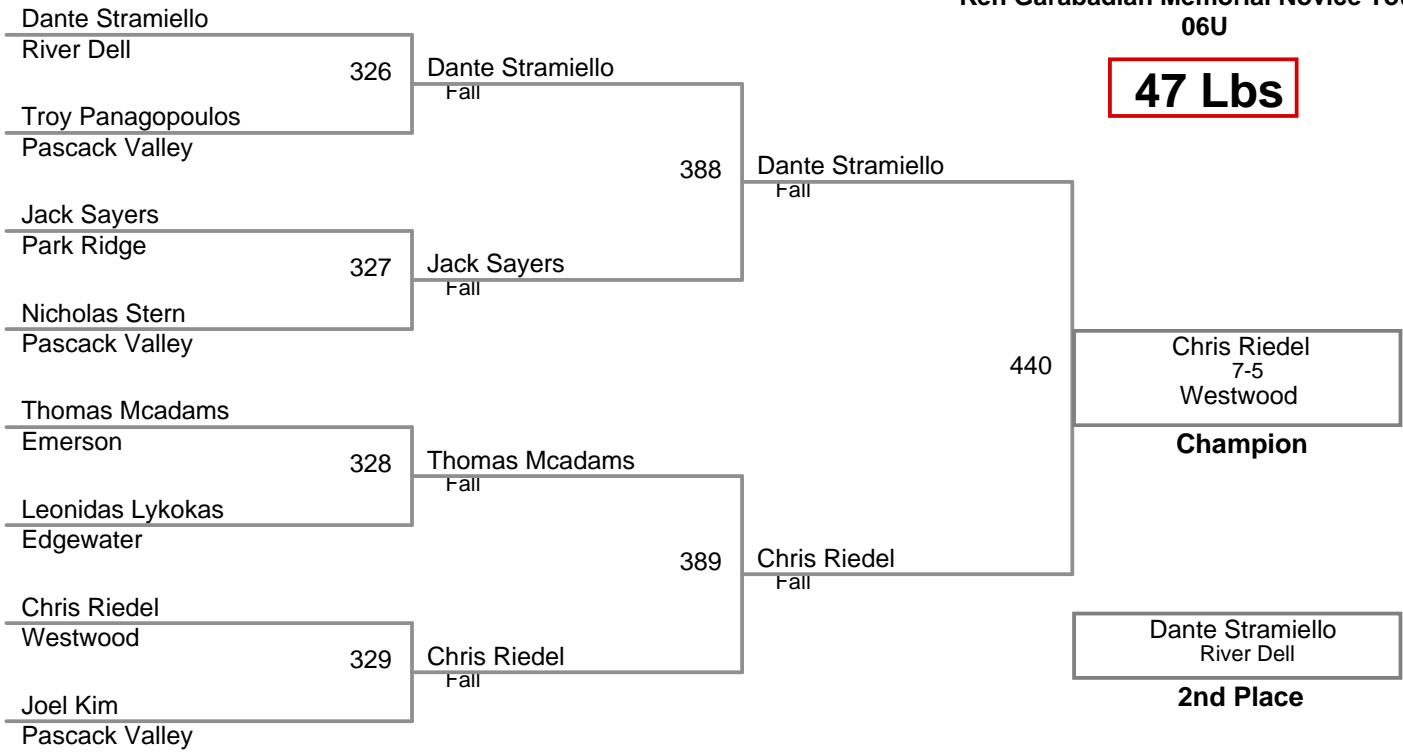 Ken Garabadian Memorial Novice
06U
47 Lbs
Dante Stramiello
River Dell
326
Troy Panagopoulos
Pascack Valley
Dante Stramiello
Fall
388
Jack Sayers
Park Ridge
327
Nicholas Stern
Pascack Valley
Jack Sayers
Fall
Dante Stramiello
Fall
440
Thomas Mcadams
Emerson
328
Leonidas Lykokas
Edgewater
Thomas Mcadams
Fall
389
Chris Riedel
Westwood
329
Joel Kim
Pascack Valley
Chris Riedel
Fall
Chris Riedel
Fall
Chris Riedel
7-5
Westwood
Champion
Dante Stramiello
River Dell
2nd Place